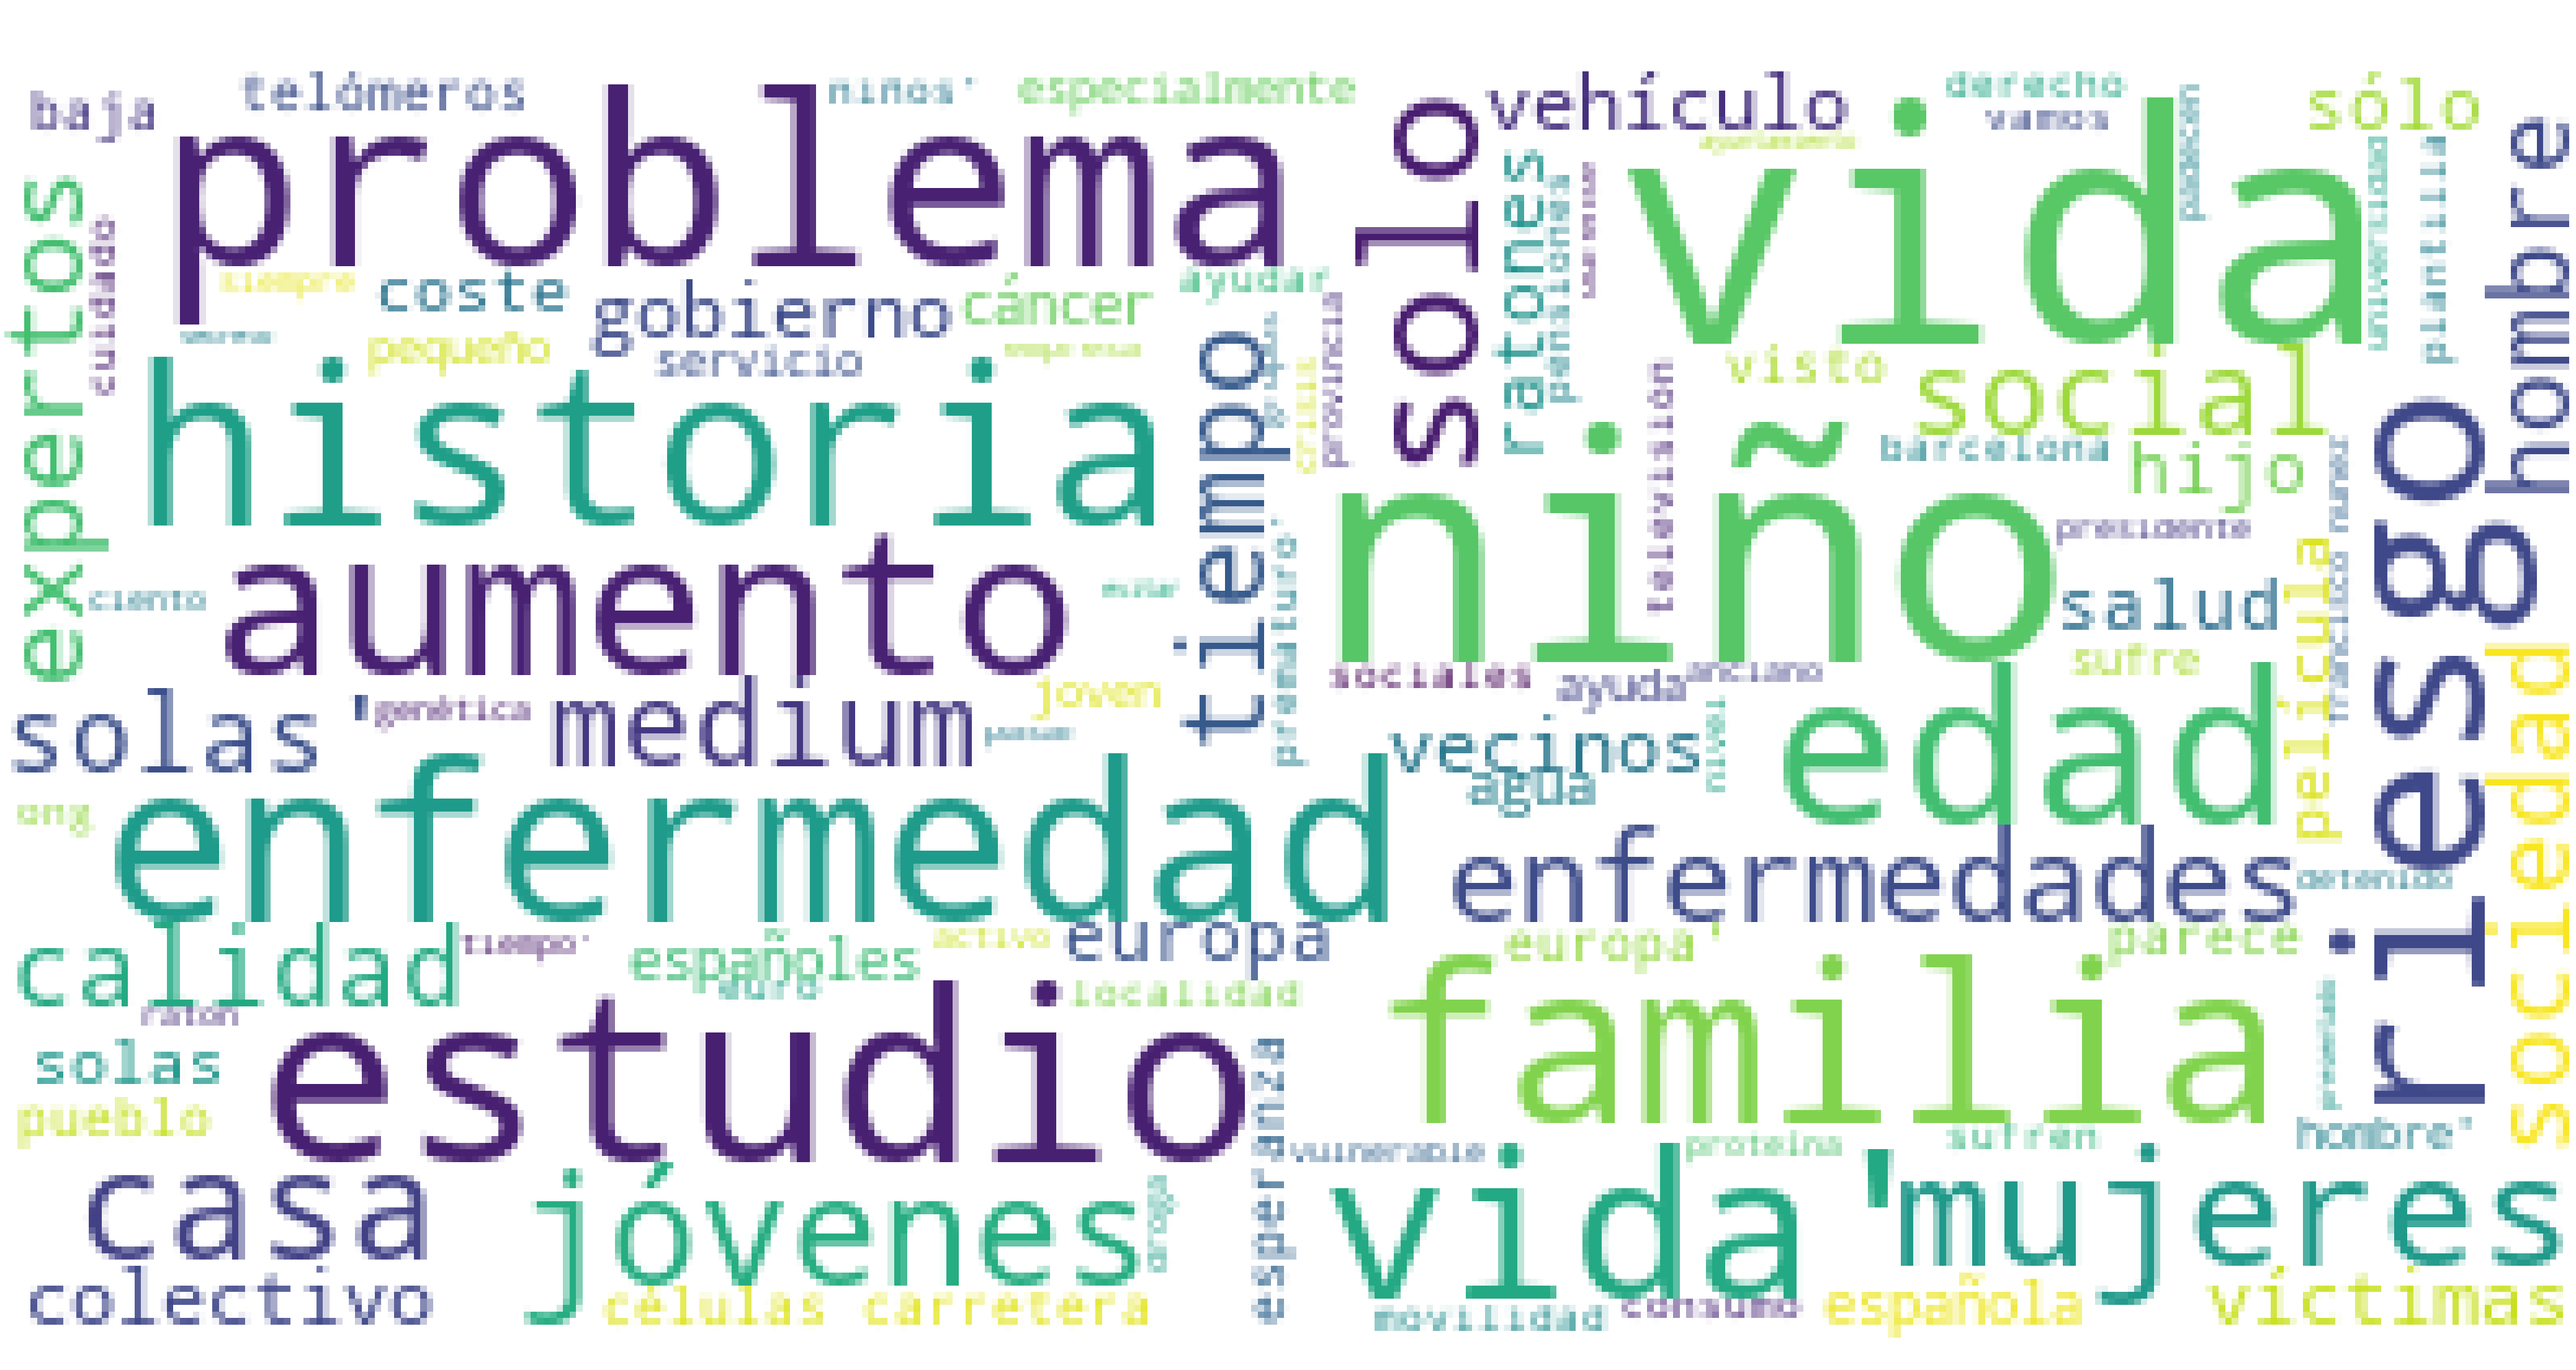 baja
telómeros
niños'
especialmente
vehículo
derecho
vamos
sólo
problema
solo
vida
hombre
expertos
cuidado
siempre
coste
gobierno
cáncer
ayudar
ratones
pensiones
padecen
universidad
plantilla
pequeño
servicio
tiempo
crisis
provincia
visto
social
historia
niño
televisión
barcelona
hijo
presidente
riesgo
aumento
ciento
prematuro'
salud
película
francisco núñez
sociales
ayuda
anciano
sufre
solas
genética
medium
joven
vecinos
agua
nivel
edad
sociedad
ong
enfermedad
enfermedades
detenido
calidad
tiempo'
españoles
euro
activo
europa
europa'
parece
ratón
localidad
estudio
familia
solas
pueblo
esperanza
vulnerable
proteína
sufren
hombre'
casa
jóvenes
droga
vida'
'mujeres
colectivo
células
carretera
movilidad
consumo
española
víctimas